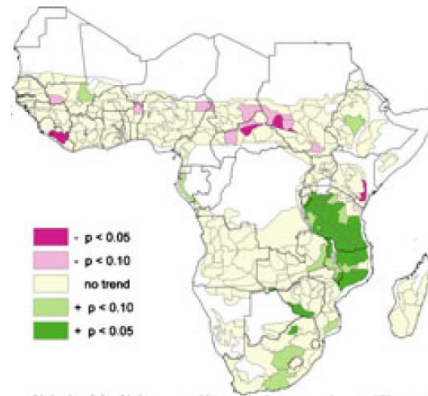 - p < 0.05
- p < 0.10
no trend
+ p < 0.10
+ p < 0.05